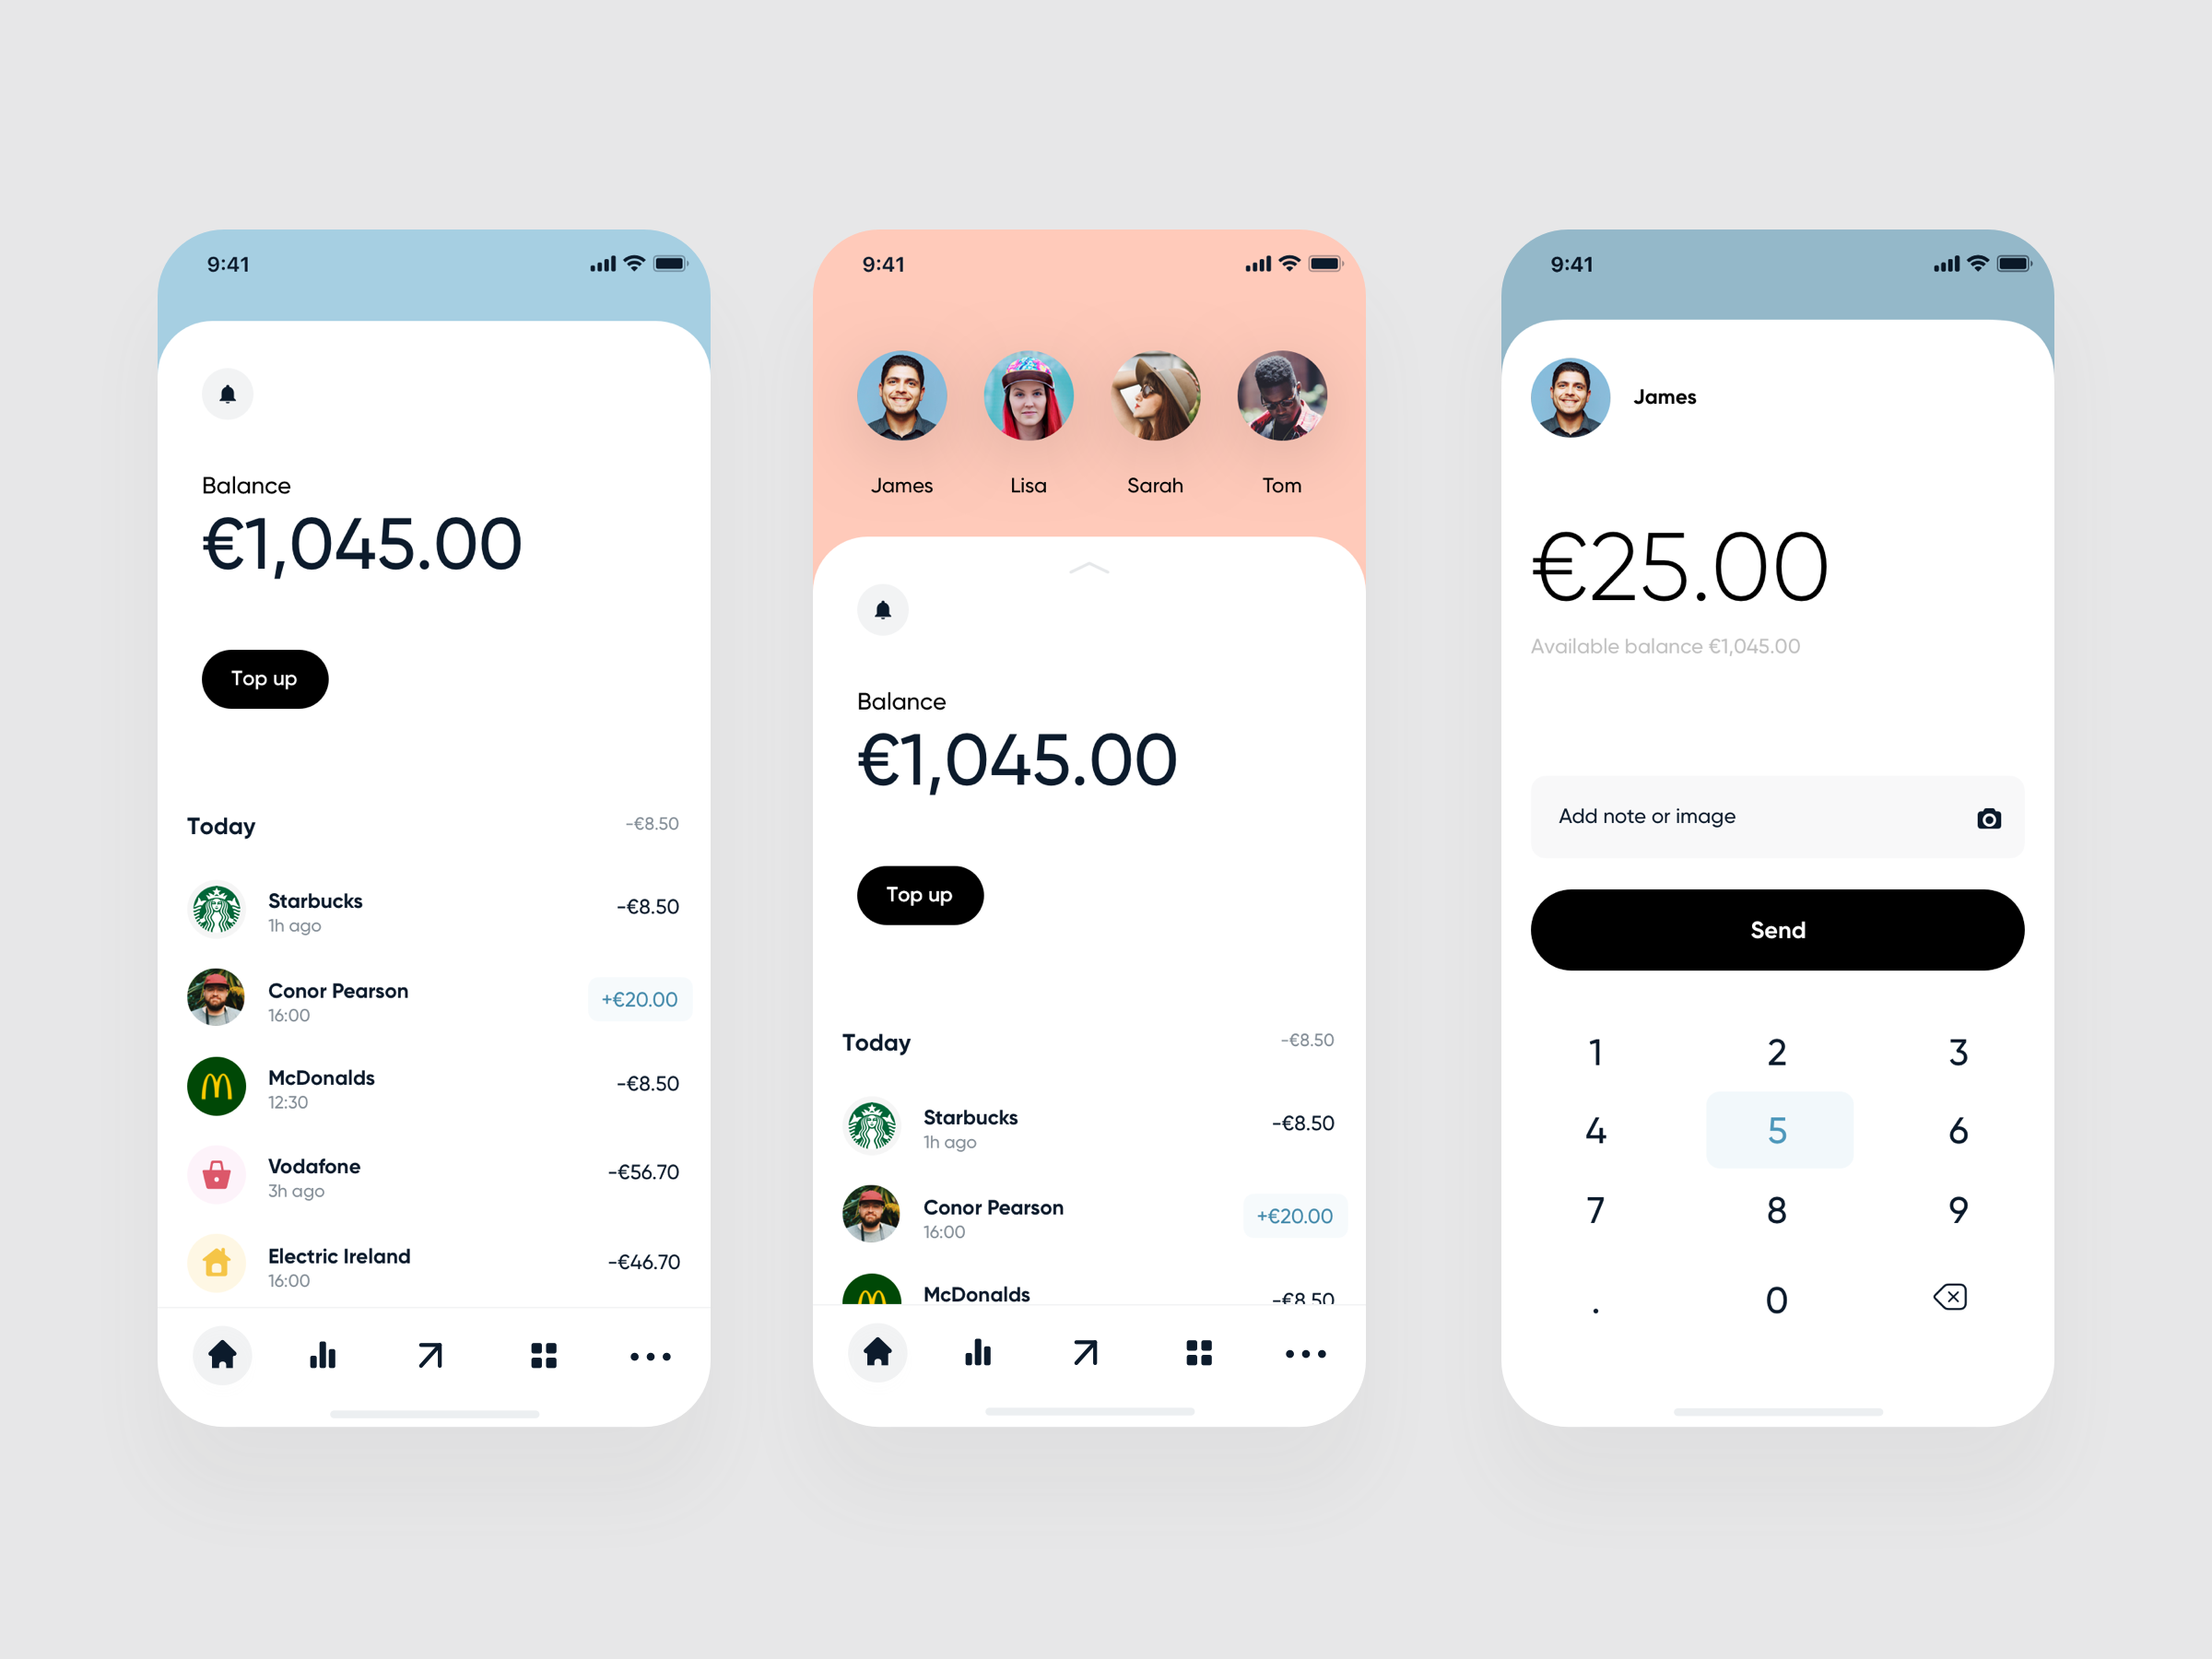 9:41
Balance
€1,045.00
Top up
Today
-€8.50
Starbucks
-€8.50
1h ago
Conor Pearson
+€20.00
16:00
McDonalds
-€8.50
12:30
Vodafone
-€56.70
3h ago
Electric Ireland
-€46.70
16:00
9:41
James Lisa Sarah Tom
Balance
€1,045.00
Top up
Today
-€8.50
Starbucks
-€8.50
1h ago
Conor Pearson
+€20.00
16:00
McDonalds
-€8.50
9:41
James
€25.00
Available balance €1,045.00
Add note or image
Send
1 2 3
4 5 6
7 8 9
. 0